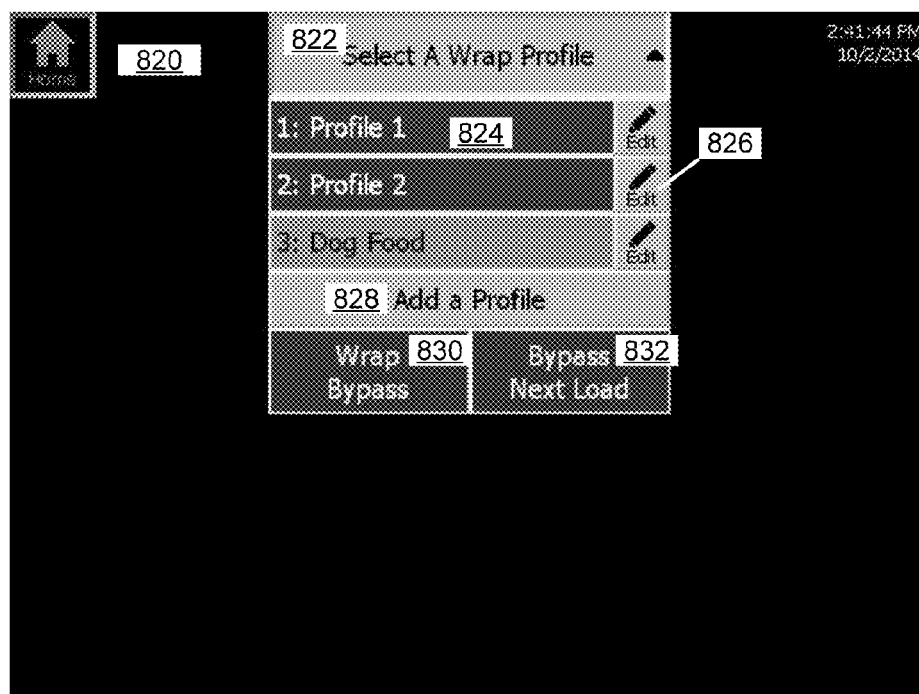 Home
820
822
Select A Wrap Profile
2:41:44 PM
10/2/2014
1: Profile 1
824
Edit
826
2: Profile 2
Edit
3: Dog Food
Edit
828 Add a Profile
Wrap Bypass
830
Bypass Next Load
832